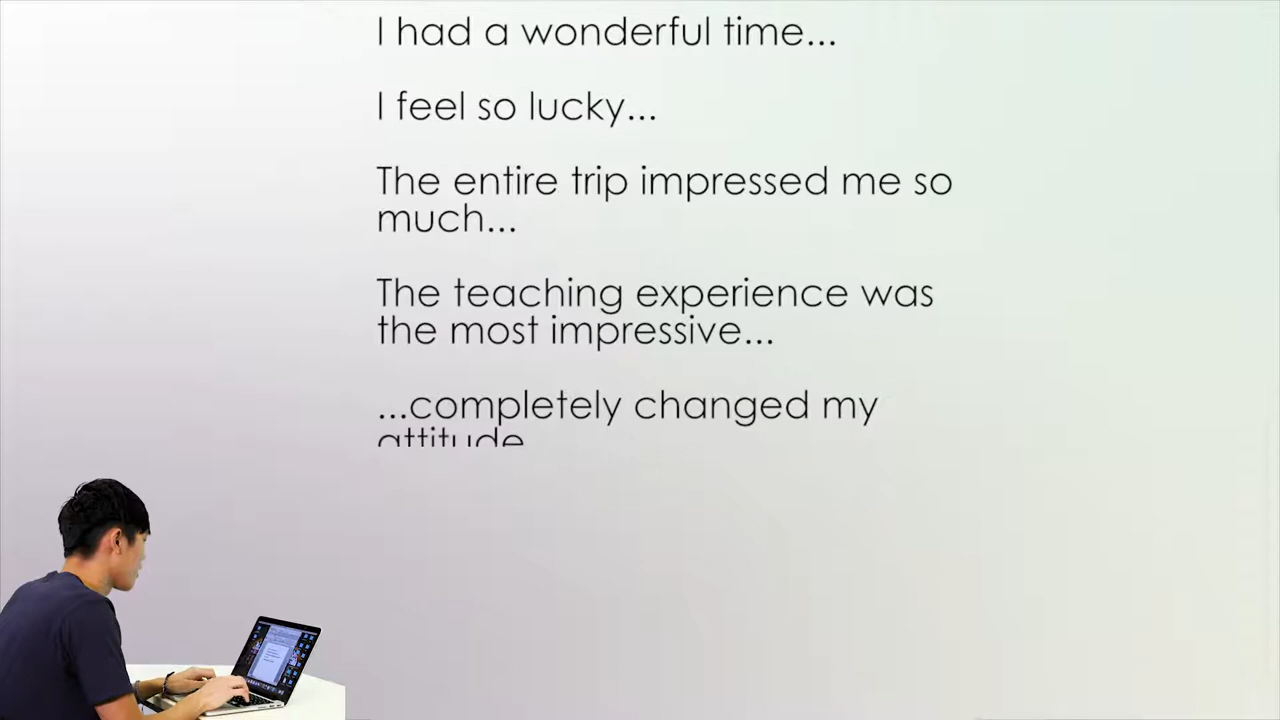 I had a wonderful time...
I feel so lucky...
The entire trip impressed me so
much...
The teaching experience was
the most impressive...
...completely changed my
attitude